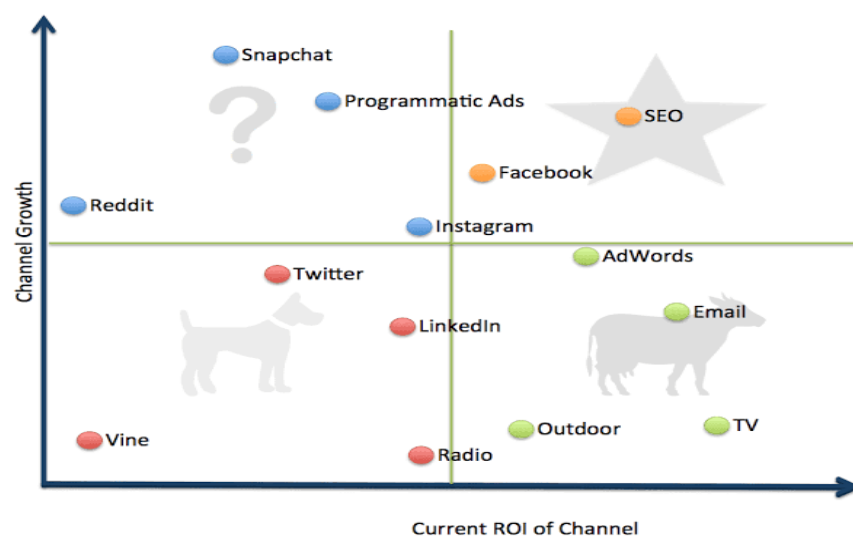 Snapchat
?
Programmatic Ads
SEO
Facebook
Reddit
Instagram
AdWords
Twitter
Email
LinkedIn
Outdoor
TV
Vine
Radio
Channel Growth
Current ROI of Channel